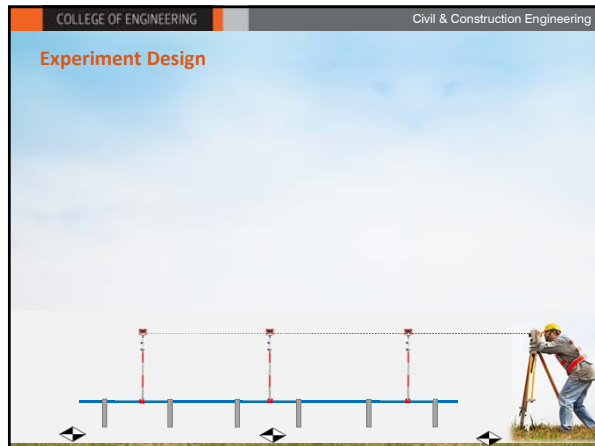 COLLEGE OF ENGINEERING
Civil & Construction Engineering
Experiment Design